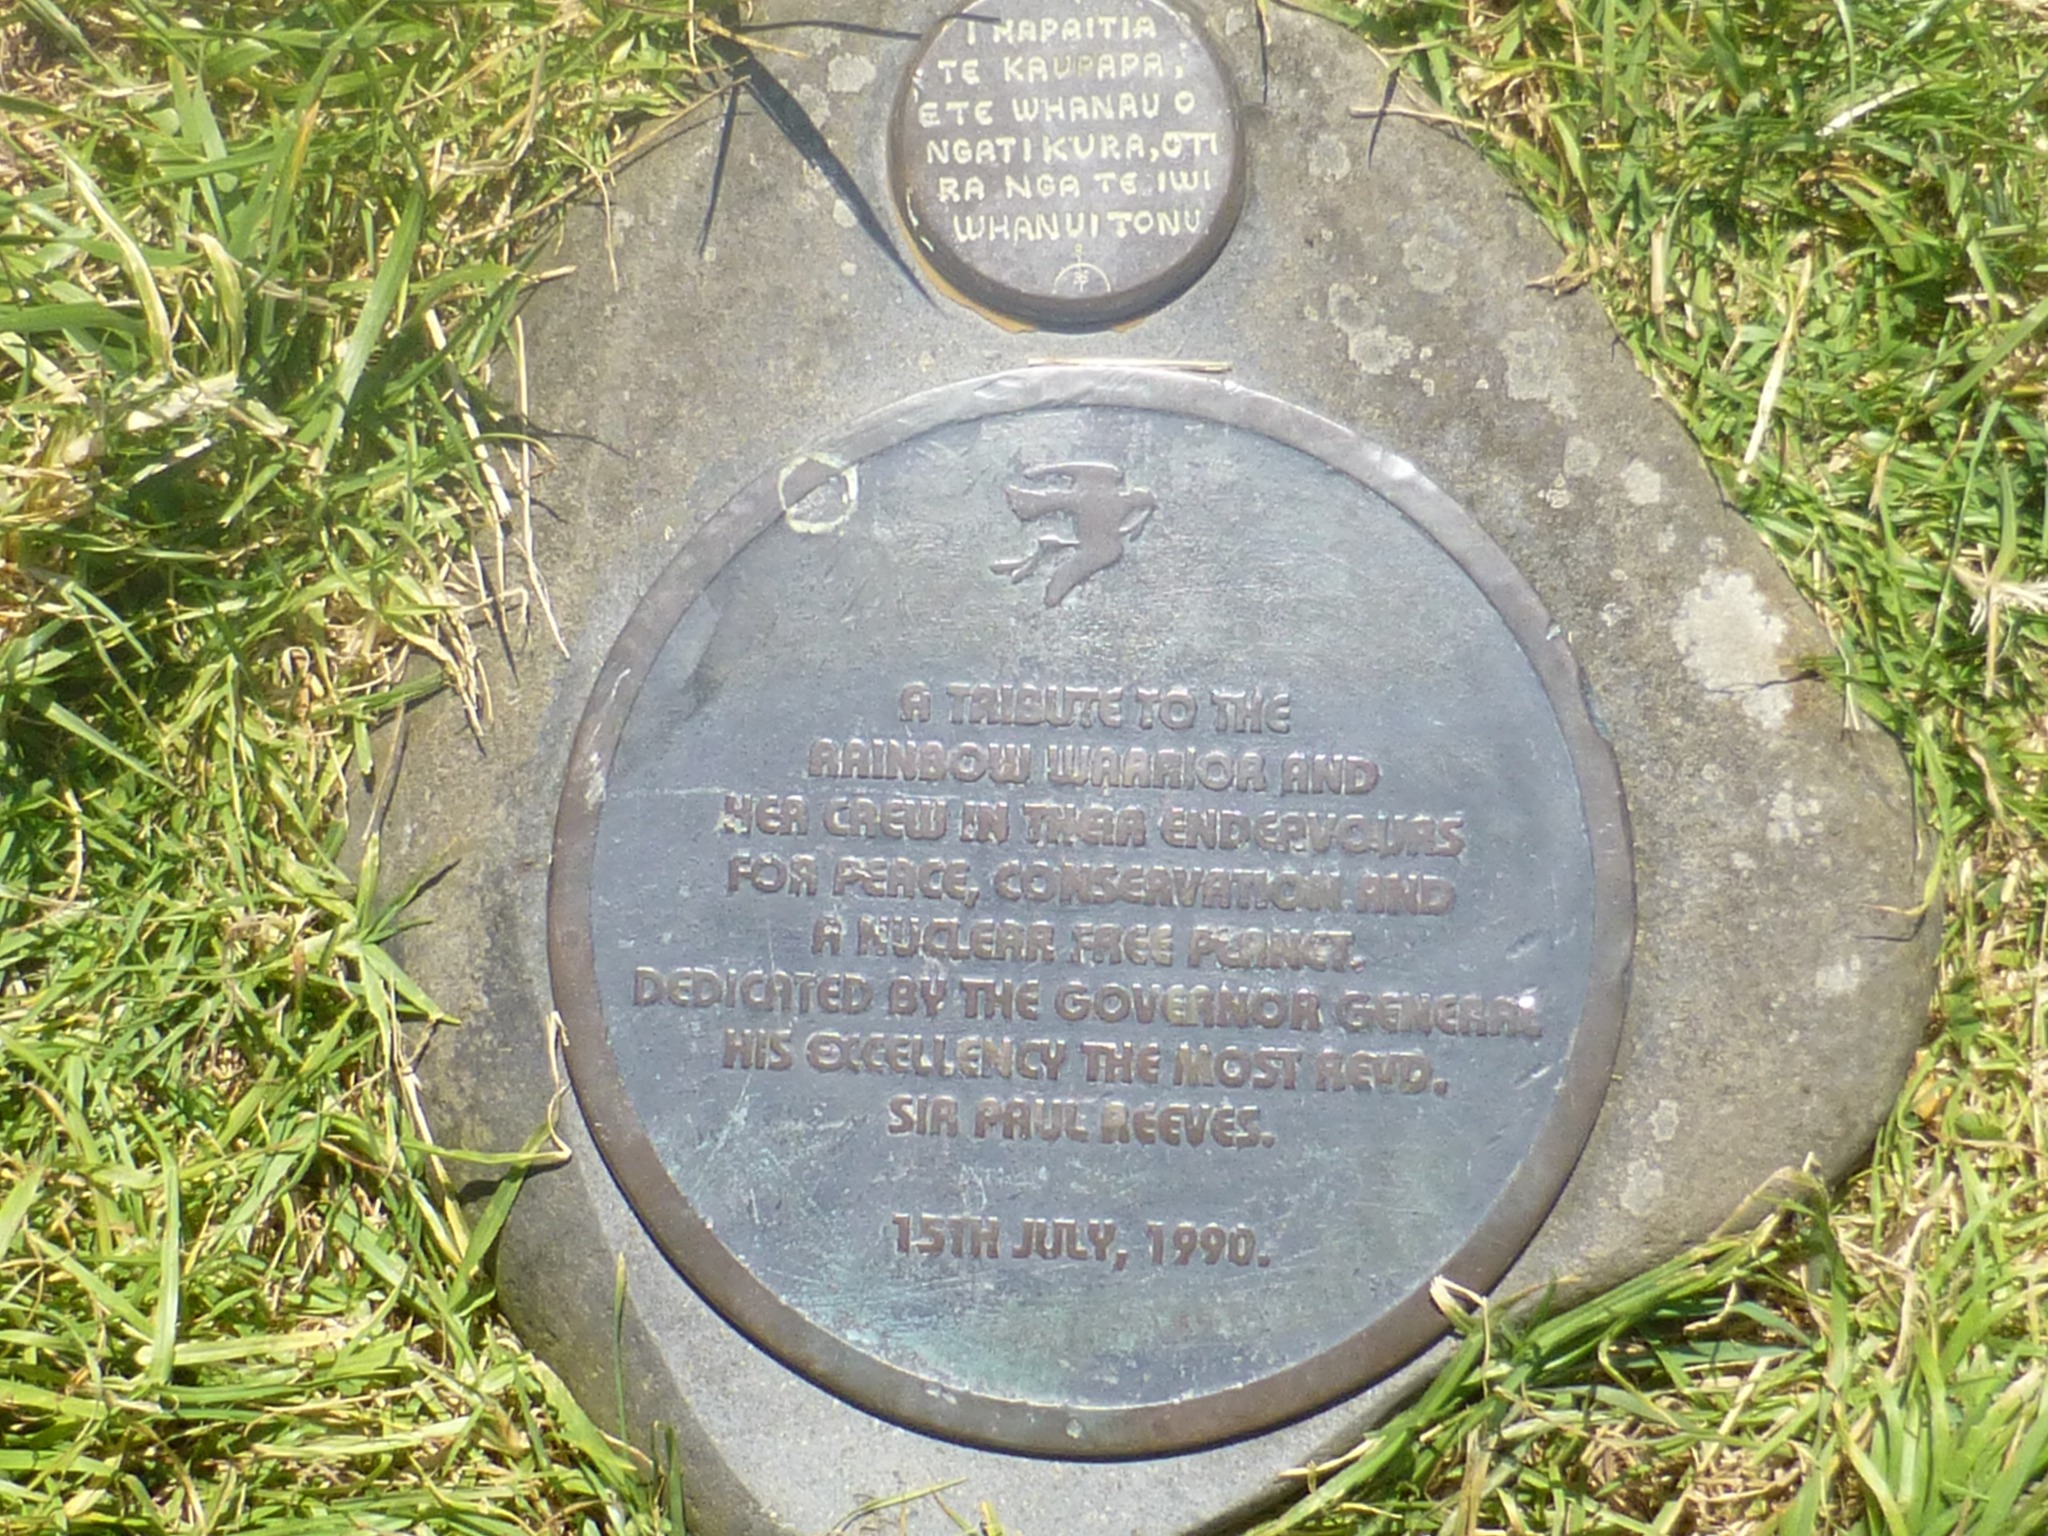 I HAPAITIA
TE KAUPAPA,
ETE WHANAU O
NGATI KURA, OTI
RA NGA TE IWI
WHANUI TONU
A TRIBUTE TO THE
RAINBOW WARRIOR AND
HER CREW IN THEIR ENDEAVOURS
FOR PEACE, CONSERVATION AND
A NUCLEAR FREE PLANET.
DEDICATED BY THE GOVERNOR GENERAL
HIS EXCELLENCY THE MOST REVD.
SIR PAUL REEVES.
15TH JULY, 1990.